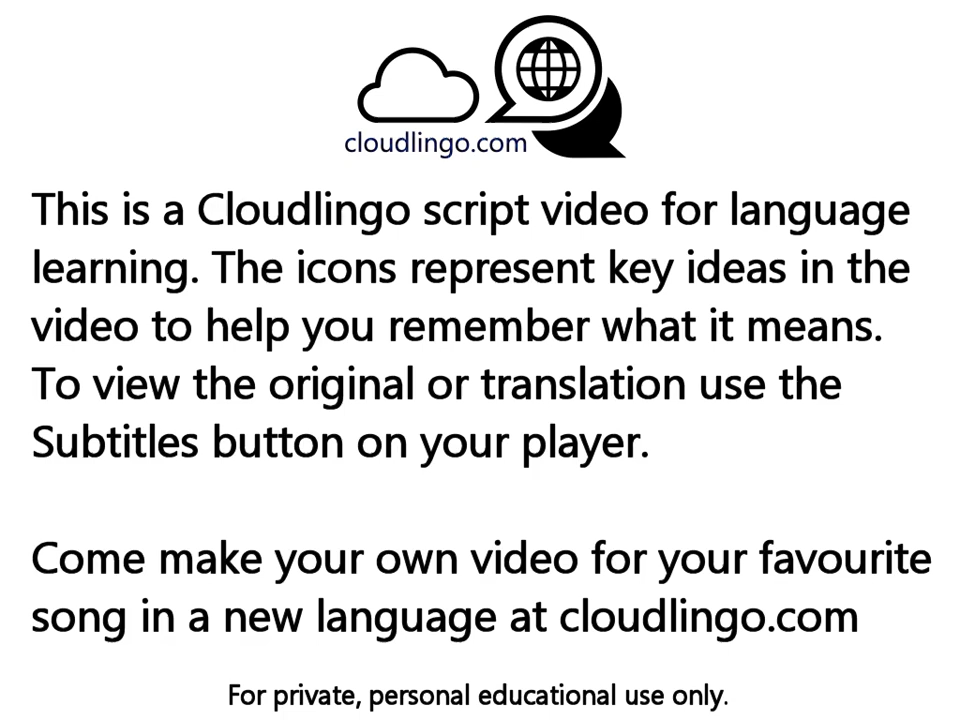 cloudlingo.com
This is a Cloudlingo script video for language
learning. The icons represent key ideas in the
video to help you remember what it means.
To view the original or translation use the
Subtitles button on your player.
Come make your own video for your favourite
song in a new language at cloudlingo.com
For private, personal educational use only.